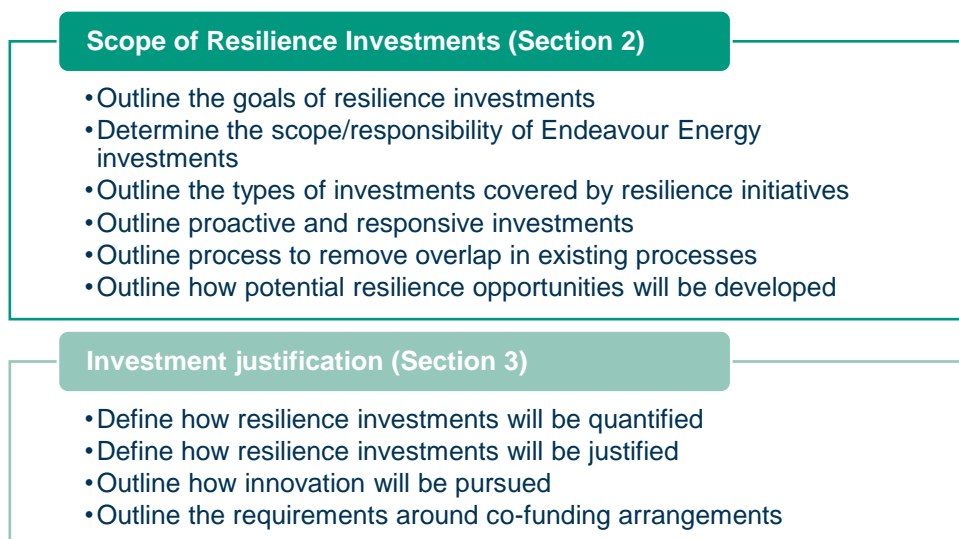 Scope of Resilience Investments (Section 2)
•Outline the goals of resilience investments
•Determine the scope/responsibility of Endeavour Energy
investments
•Outline the types of investments covered by resilience initiatives
•Outline proactive and responsive investments
•Outline process to remove overlap in existing processes
•Outline how potential resilience opportunities will be developed
Investment justification (Section 3)
•Define how resilience investments will be quantified
•Define how resilience investments will be justified
•Outline how innovation will be pursued
•Outline the requirements around co-funding arrangements